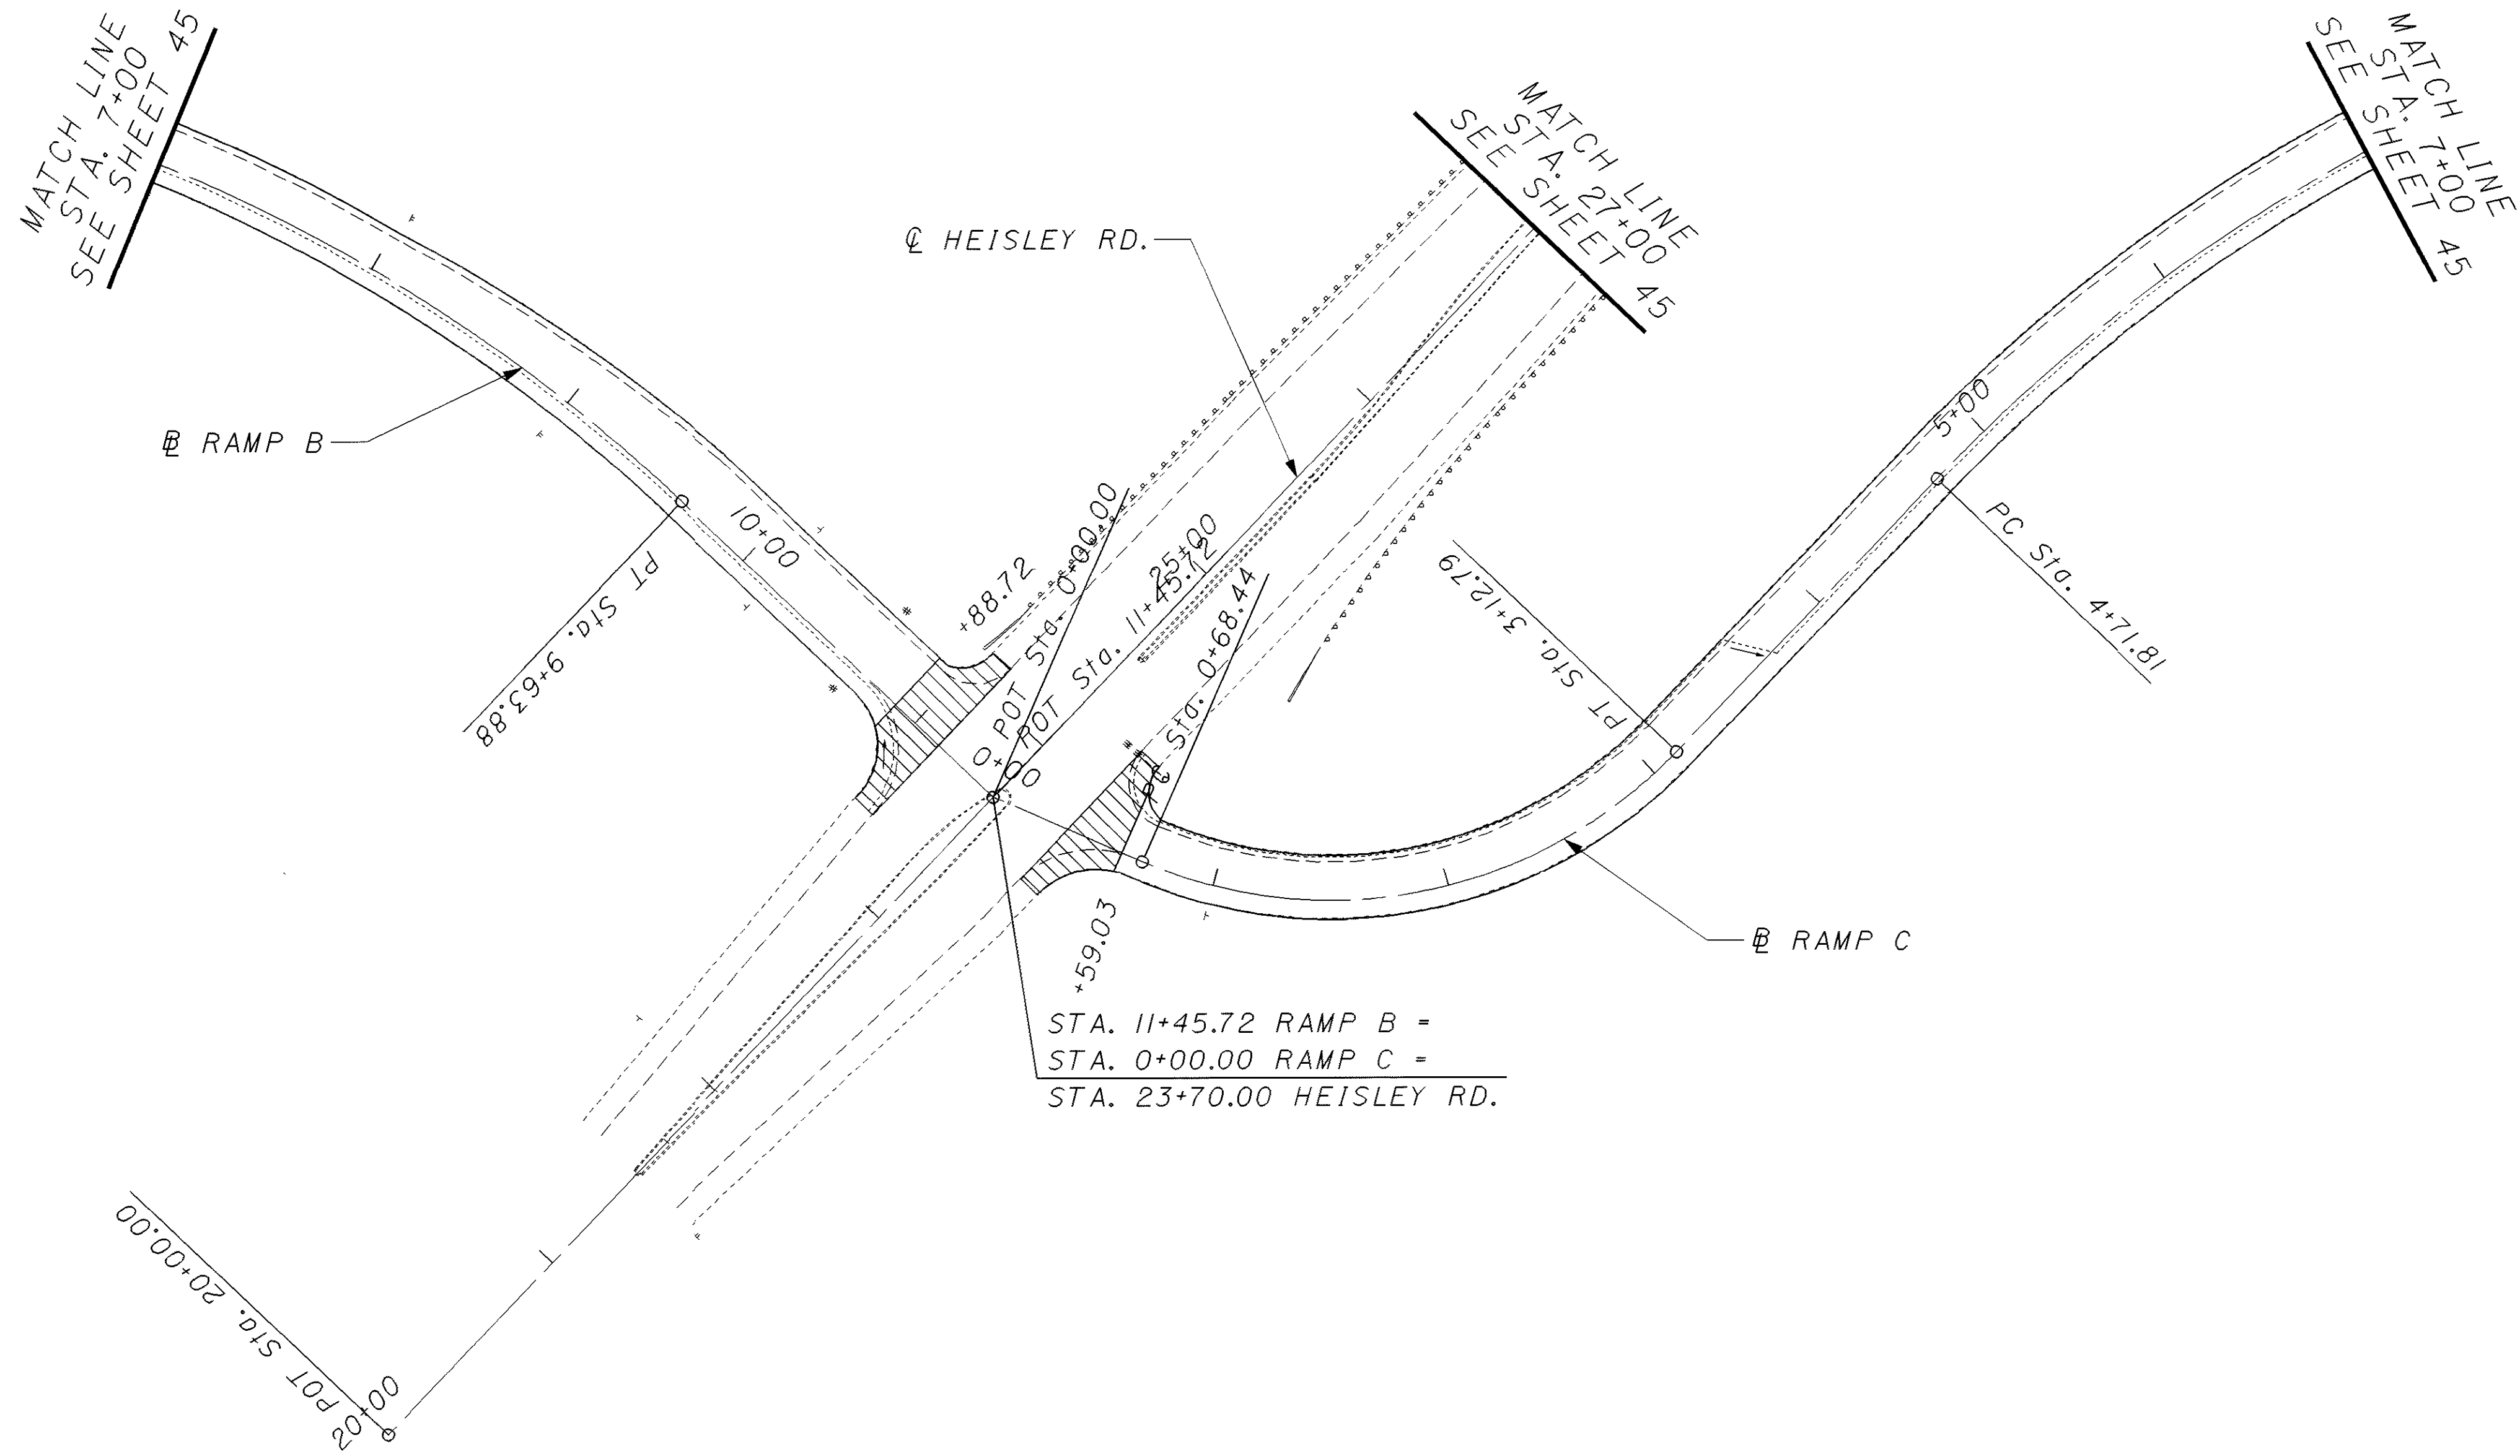 MATCH LINE
STA. 7+00
SEE SHEET 45
MATCH LINE
STA. 27+00
SEE SHEET 45
MATCH LINE
STA. 7+00
SEE SHEET 45
℄ HEISLEY RD.
BL RAMP B
5+00
10+00
PT Sta. 9+63.88
+88.72
POT Sta. 0+00.00
25+00
POT Sta. 11+45.72
0+00
PC Sta. 0+68.44
PT Sta. 3+12.79
PC Sta. 4+71.81
+59.03
BL RAMP C
STA. 11+45.72 RAMP B =
STA. 0+00.00 RAMP C =
STA. 23+70.00 HEISLEY RD.
POT Sta. 20+00.00
20+00